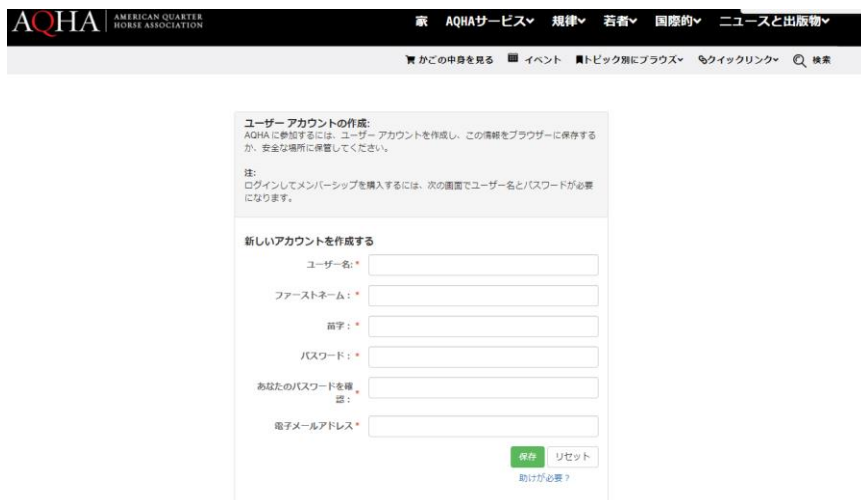 AQHA AMERICAN QUARTER HORSE ASSOCIATION
家 AQHAサービス 規律 若者 国際的 ニュースと出版物
かごの中身を見る イベント トピック別にブラウズ クイックリンク 検索
ユーザー アカウントの作成:
AQHA に参加するには、ユーザー アカウントを作成し、この情報をブラウザーに保存する
か、安全な場所に保管してください。
注:
ログインしてメンバーシップを購入するには、次の画面でユーザー名とパスワードが必要
になります。
新しいアカウントを作成する
ユーザー名: *
ファーストネーム： *
苗字： *
パスワード： *
あなたのパスワードを確 *
認：
電子メールアドレス *
保存 リセット
助けが必要？